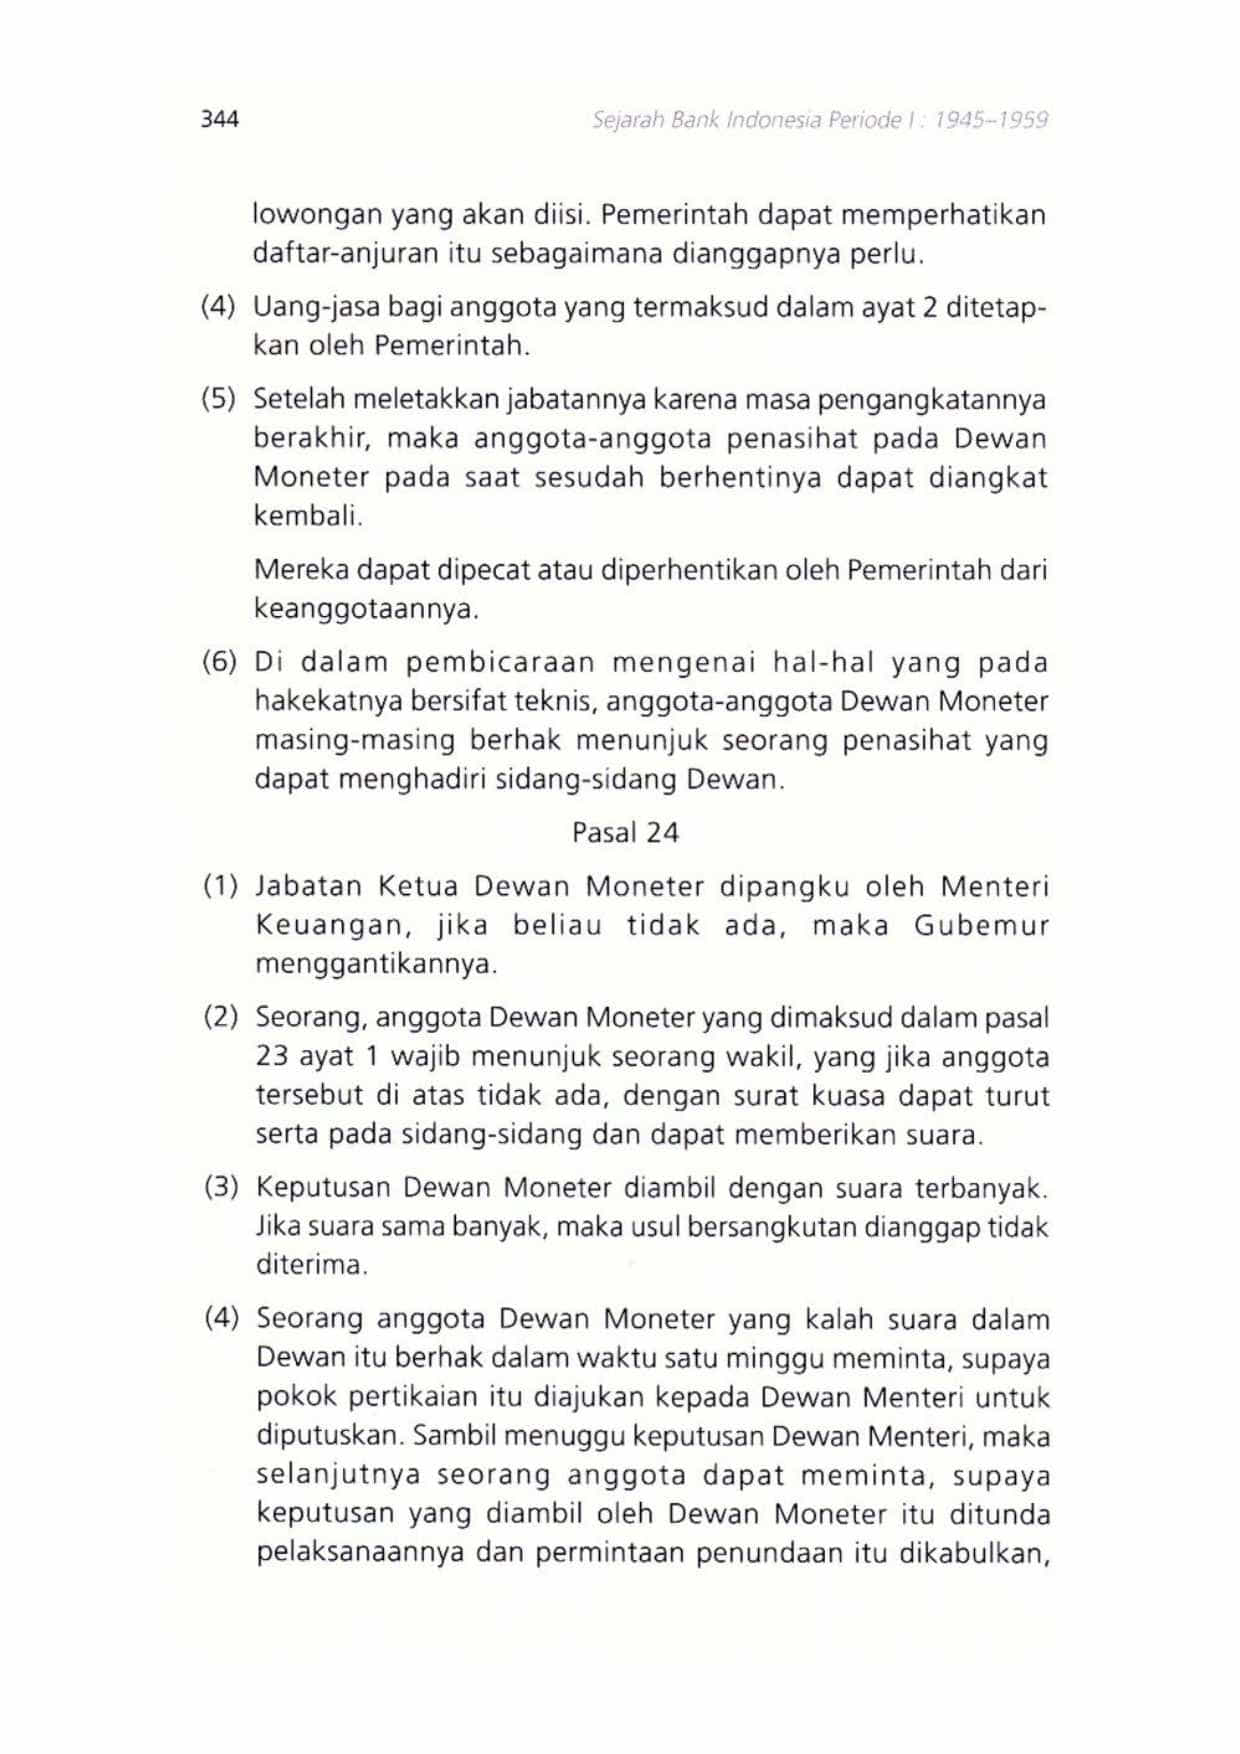 344
Sejarah Bank Indonesia Periode I : 1945–1959
lowongan yang akan diisi. Pemerintah dapat memperhatikan
daftar-anjuran itu sebagaimana dianggapnya perlu.
(4) Uang-jasa bagi anggota yang termaksud dalam ayat 2 ditetap-
kan oleh Pemerintah.
(5) Setelah meletakkan jabatannya karena masa pengangkatannya
berakhir, maka anggota-anggota penasihat pada Dewan
Moneter pada saat sesudah berhentinya dapat diangkat
kembali.
Mereka dapat dipecat atau diperhentikan oleh Pemerintah dari
keanggotaannya.
(6) Di dalam pembicaraan mengenai hal-hal yang pada
hakekatnya bersifat teknis, anggota-anggota Dewan Moneter
masing-masing berhak menunjuk seorang penasihat yang
dapat menghadiri sidang-sidang Dewan.
Pasal 24
(1) Jabatan Ketua Dewan Moneter dipangku oleh Menteri
Keuangan, jika beliau tidak ada, maka Gubemur
menggantikannya.
(2) Seorang, anggota Dewan Moneter yang dimaksud dalam pasal
23 ayat 1 wajib menunjuk seorang wakil, yang jika anggota
tersebut di atas tidak ada, dengan surat kuasa dapat turut
serta pada sidang-sidang dan dapat memberikan suara.
(3) Keputusan Dewan Moneter diambil dengan suara terbanyak.
Jika suara sama banyak, maka usul bersangkutan dianggap tidak
diterima.
(4) Seorang anggota Dewan Moneter yang kalah suara dalam
Dewan itu berhak dalam waktu satu minggu meminta, supaya
pokok pertikaian itu diajukan kepada Dewan Menteri untuk
diputuskan. Sambil menuggu keputusan Dewan Menteri, maka
selanjutnya seorang anggota dapat meminta, supaya
keputusan yang diambil oleh Dewan Moneter itu ditunda
pelaksanaannya dan permintaan penundaan itu dikabulkan,